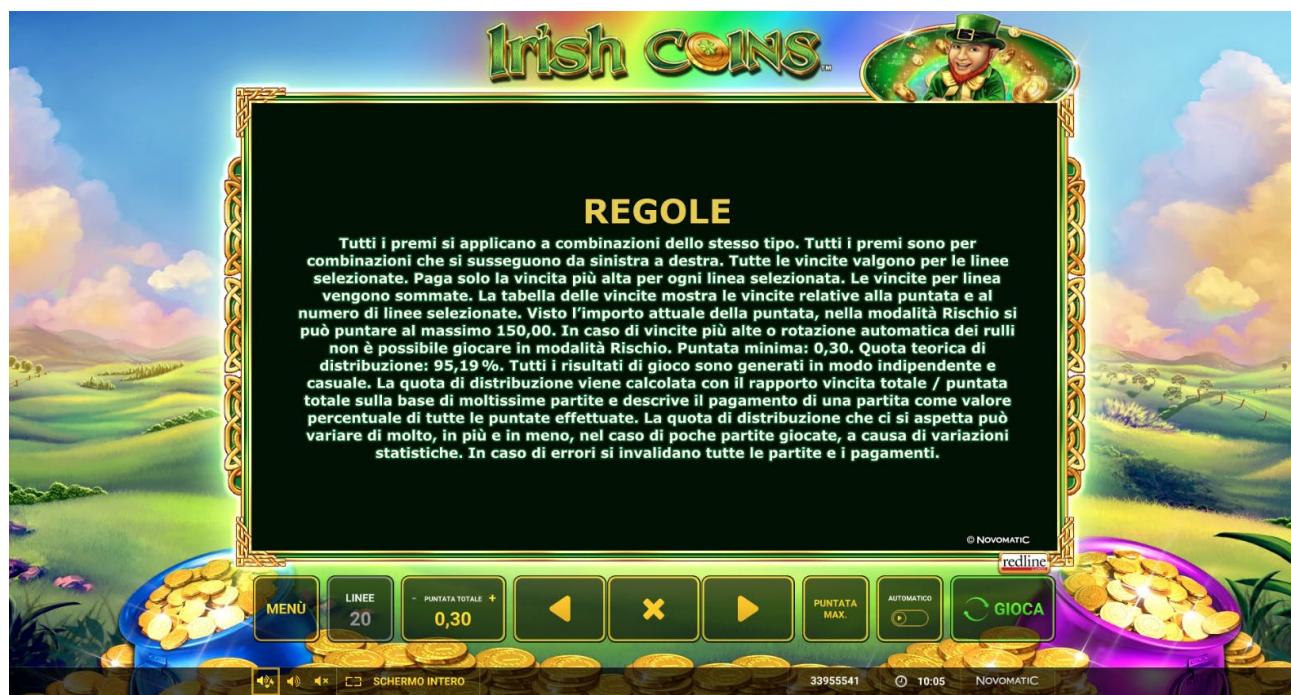 Irish COINS™
REGOLE
Tutti i premi si applicano a combinazioni dello stesso tipo. Tutti i premi sono per
combinazioni che si susseguono da sinistra a destra. Tutte le vincite valgono per le linee
selezionate. Paga solo la vincita più alta per ogni linea selezionata. Le vincite per linea
vengono sommate. La tabella delle vincite mostra le vincite relative alla puntata e al
numero di linee selezionate. Visto l'importo attuale della puntata, nella modalità Rischio si
può puntare al massimo 150,00. In caso di vincite più alte o rotazione automatica dei rulli
non è possibile giocare in modalità Rischio. Puntata minima: 0,30. Quota teorica di
distribuzione: 95,19 %. Tutti i risultati di gioco sono generati in modo indipendente e
casuale. La quota di distribuzione viene calcolata con il rapporto vincita totale / puntata
totale sulla base di moltissime partite e descrive il pagamento di una partita come valore
percentuale di tutte le puntate effettuate. La quota di distribuzione che ci si aspetta può
variare di molto, in più e in meno, nel caso di poche partite giocate, a causa di variazioni
statistiche. In caso di errori si invalidano tutte le partite e i pagamenti.
© NOVOMATIC
redline
MENÙ
LINEE
20
- PUNTATA TOTALE +
0,30
PUNTATA
MAX.
AUTOMATICO
GIOCA
SCHERMO INTERO
33955541
10:05
NOVOMATIC